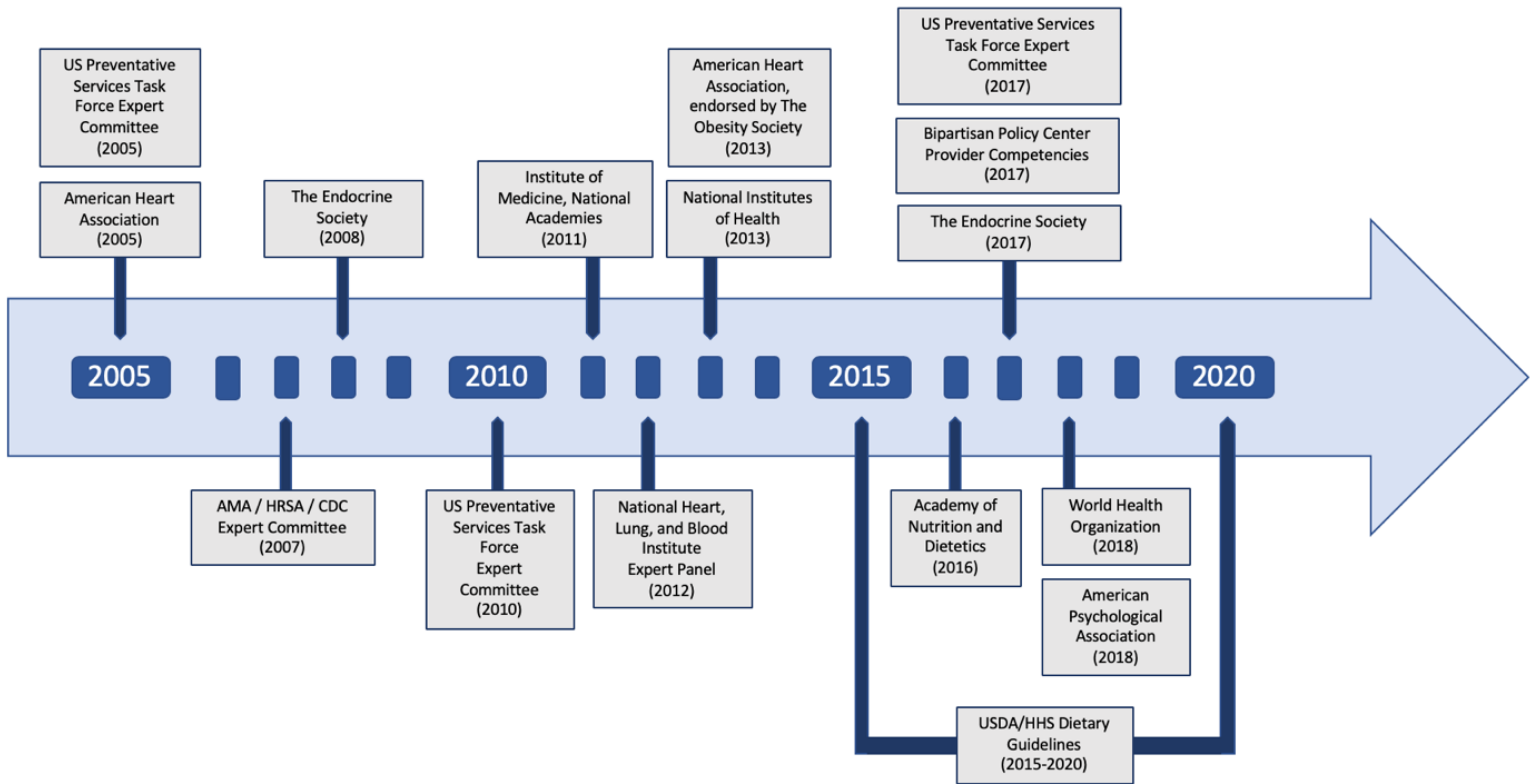 US Preventative
Services Task
Force Expert
Committee
(2005)
American Heart
Association
(2005)
The Endocrine
Society
(2008)
Institute of
Medicine, National
Academies
(2011)
American Heart
Association,
endorsed by The
Obesity Society
(2013)
National Institutes
of Health
(2013)
US Preventative Services
Task Force Expert
Committee
(2017)
Bipartisan Policy Center
Provider Competencies
(2017)
The Endocrine Society
(2017)
2005
2010
2015
2020
AMA / HRSA / CDC
Expert Committee
(2007)
US Preventative
Services Task
Force
Expert
Committee
(2010)
National Heart,
Lung, and Blood
Institute
Expert Panel
(2012)
Academy of
Nutrition and
Dietetics
(2016)
World Health
Organization
(2018)
American
Psychological
Association
(2018)
USDA/HHS Dietary
Guidelines
(2015-2020)